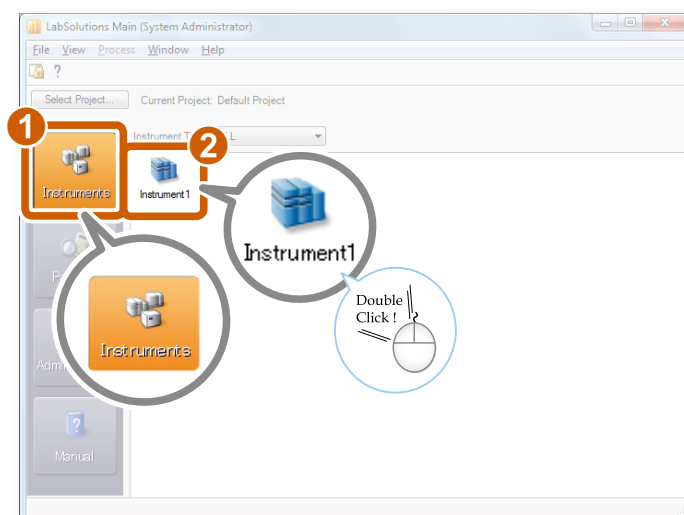 LabSolutions Main (System Administrator)
File View Process Window Help
?
Select Project... Current Project: Default Project
1
2
Instrument T
L
Instruments
Instrument1
Instrument1
Double
Click !
Instruments
?
Manual